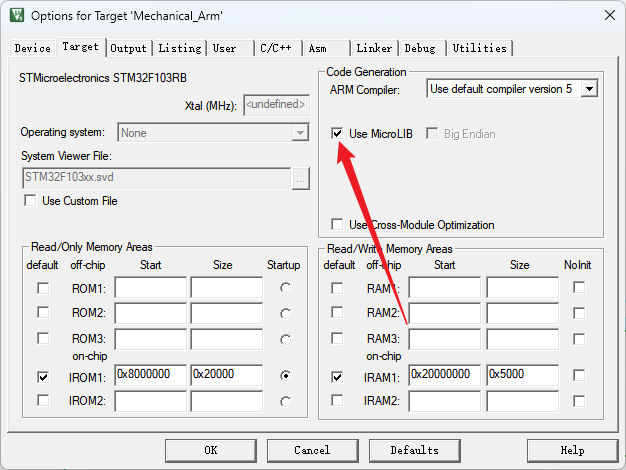 Options for Target 'Mechanical_Arm'
Device Target Output Listing User C/C++ Asm Linker Debug Utilities
STMicroelectronics STM32F103RB
Xtal (MHz): <undefined>
Operating system: None
System Viewer File:
STM32F103xx.svd ...
Use Custom File
Code Generation
ARM Compiler: Use default compiler version 5
Use MicroLIB Big Endian
Use Cross-Module Optimization
Read/Only Memory Areas
default off-chip Start Size Startup
ROM1:
ROM2:
ROM3:
on-chip
IROM1: 0x8000000 0x20000
IROM2:
Read/Write Memory Areas
default off-chip Start Size NoInit
RAM1:
RAM2:
RAM3:
on-chip
IRAM1: 0x20000000 0x5000
IRAM2:
OK Cancel Defaults Help